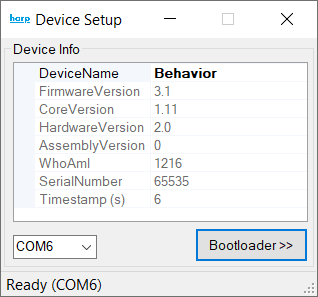 harp Device Setup
Device Info
DeviceName Behavior
FirmwareVersion 3.1
CoreVersion 1.11
HardwareVersion 2.0
AssemblyVersion 0
WhoAmI 1216
SerialNumber 65535
Timestamp (s) 6
COM6 Bootloader >>
Ready (COM6)